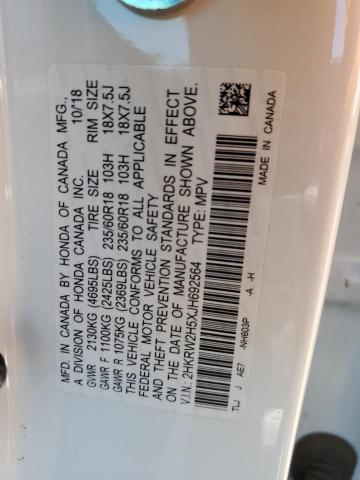 MFD. IN CANADA BY HONDA OF CANADA MFG.,
A DIVISION OF HONDA CANADA INC. 10/18
GVWR 2130KG (4695LBS) TIRE SIZE RIM SIZE
GAWR F 1100KG (2425LBS) 235/60R18 103H 18X7.5J
GAWR R 1075KG (2369LBS) 235/60R18 103H 18X7.5J
THIS VEHICLE CONFORMS TO ALL APPLICABLE
FEDERAL MOTOR VEHICLE SAFETY
AND THEFT PREVENTION STANDARDS IN EFFECT
ON THE DATE OF MANUFACTURE SHOWN ABOVE.
V.I.N.: 2HKRW2H5XJH692564 TYPE: MPV
TLJ J AE7 -NH603P -A -H
MADE IN CANADA